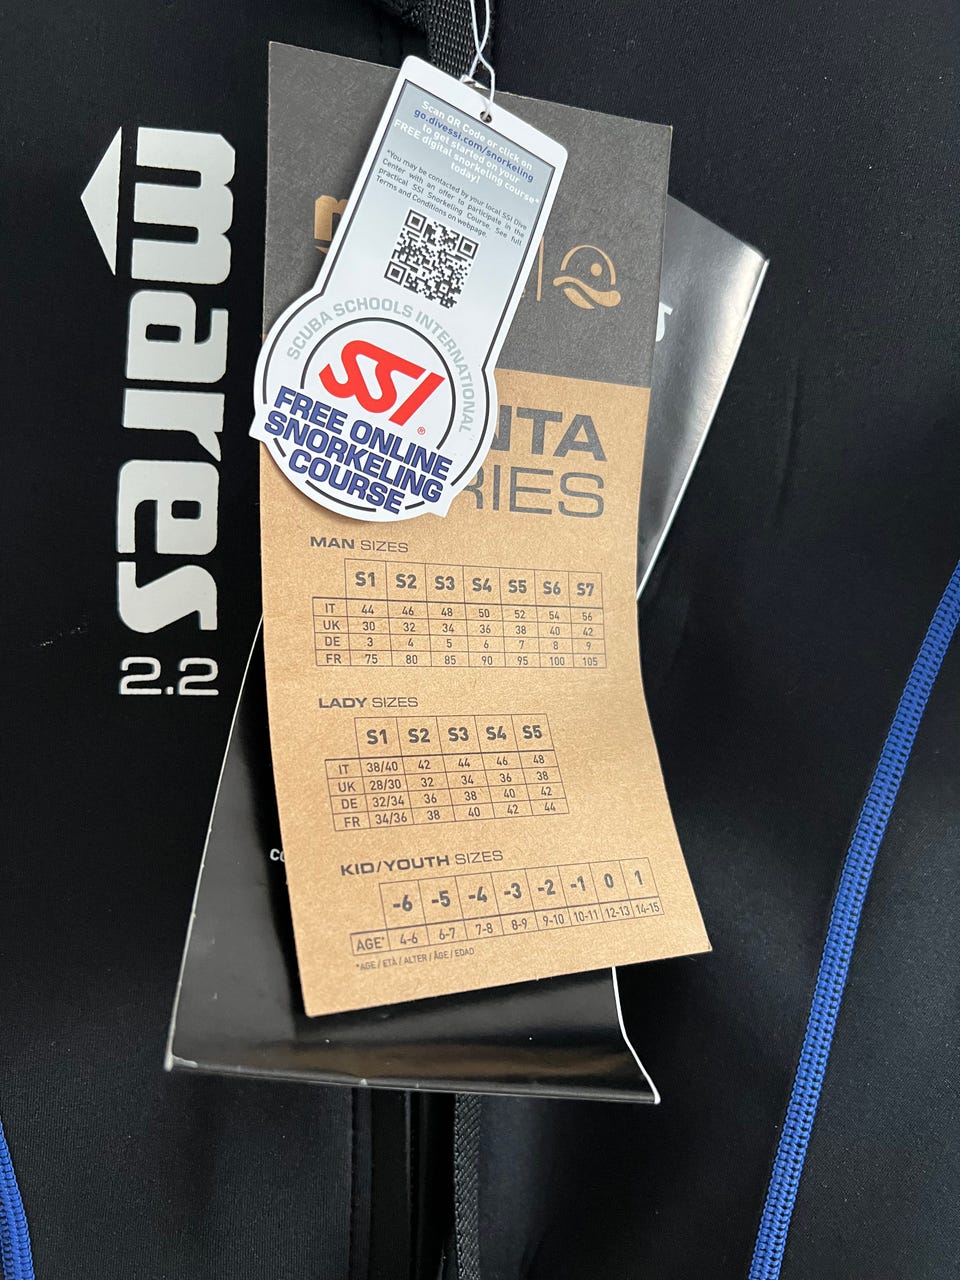 mares
2.2
Scan QR Code or click on
go.divessi.com/snorkeling
to get started on your
FREE digital snorkeling course*
today!
*You may be contacted by your local SSI Dive
Center with an offer to participate in the
practical SSI Snorkeling Course. See full
Terms and Conditions on webpage.
SCUBA SCHOOLS INTERNATIONAL
SSI®
FREE ONLINE
SNORKELING
COURSE
MAN SIZES
S1 S2 S3 S4 S5 S6 S7
IT 44 46 48 50 52 54 56
UK 30 32 34 36 38 40 42
DE 3 4 5 6 7 8 9
FR 75 80 85 90 95 100 105
LADY SIZES
S1 S2 S3 S4 S5
IT 38/40 42 44 46 48
UK 28/30 32 34 36 38
DE 32/34 36 38 40 42
FR 34/36 38 40 42 44
KID/YOUTH SIZES
-6 -5 -4 -3 -2 -1 0 1
AGE* 4-6 6-7 7-8 8-9 9-10 10-11 12-13 14-15
*AGE / ETÀ / ALTER / ÂGE / EDAD